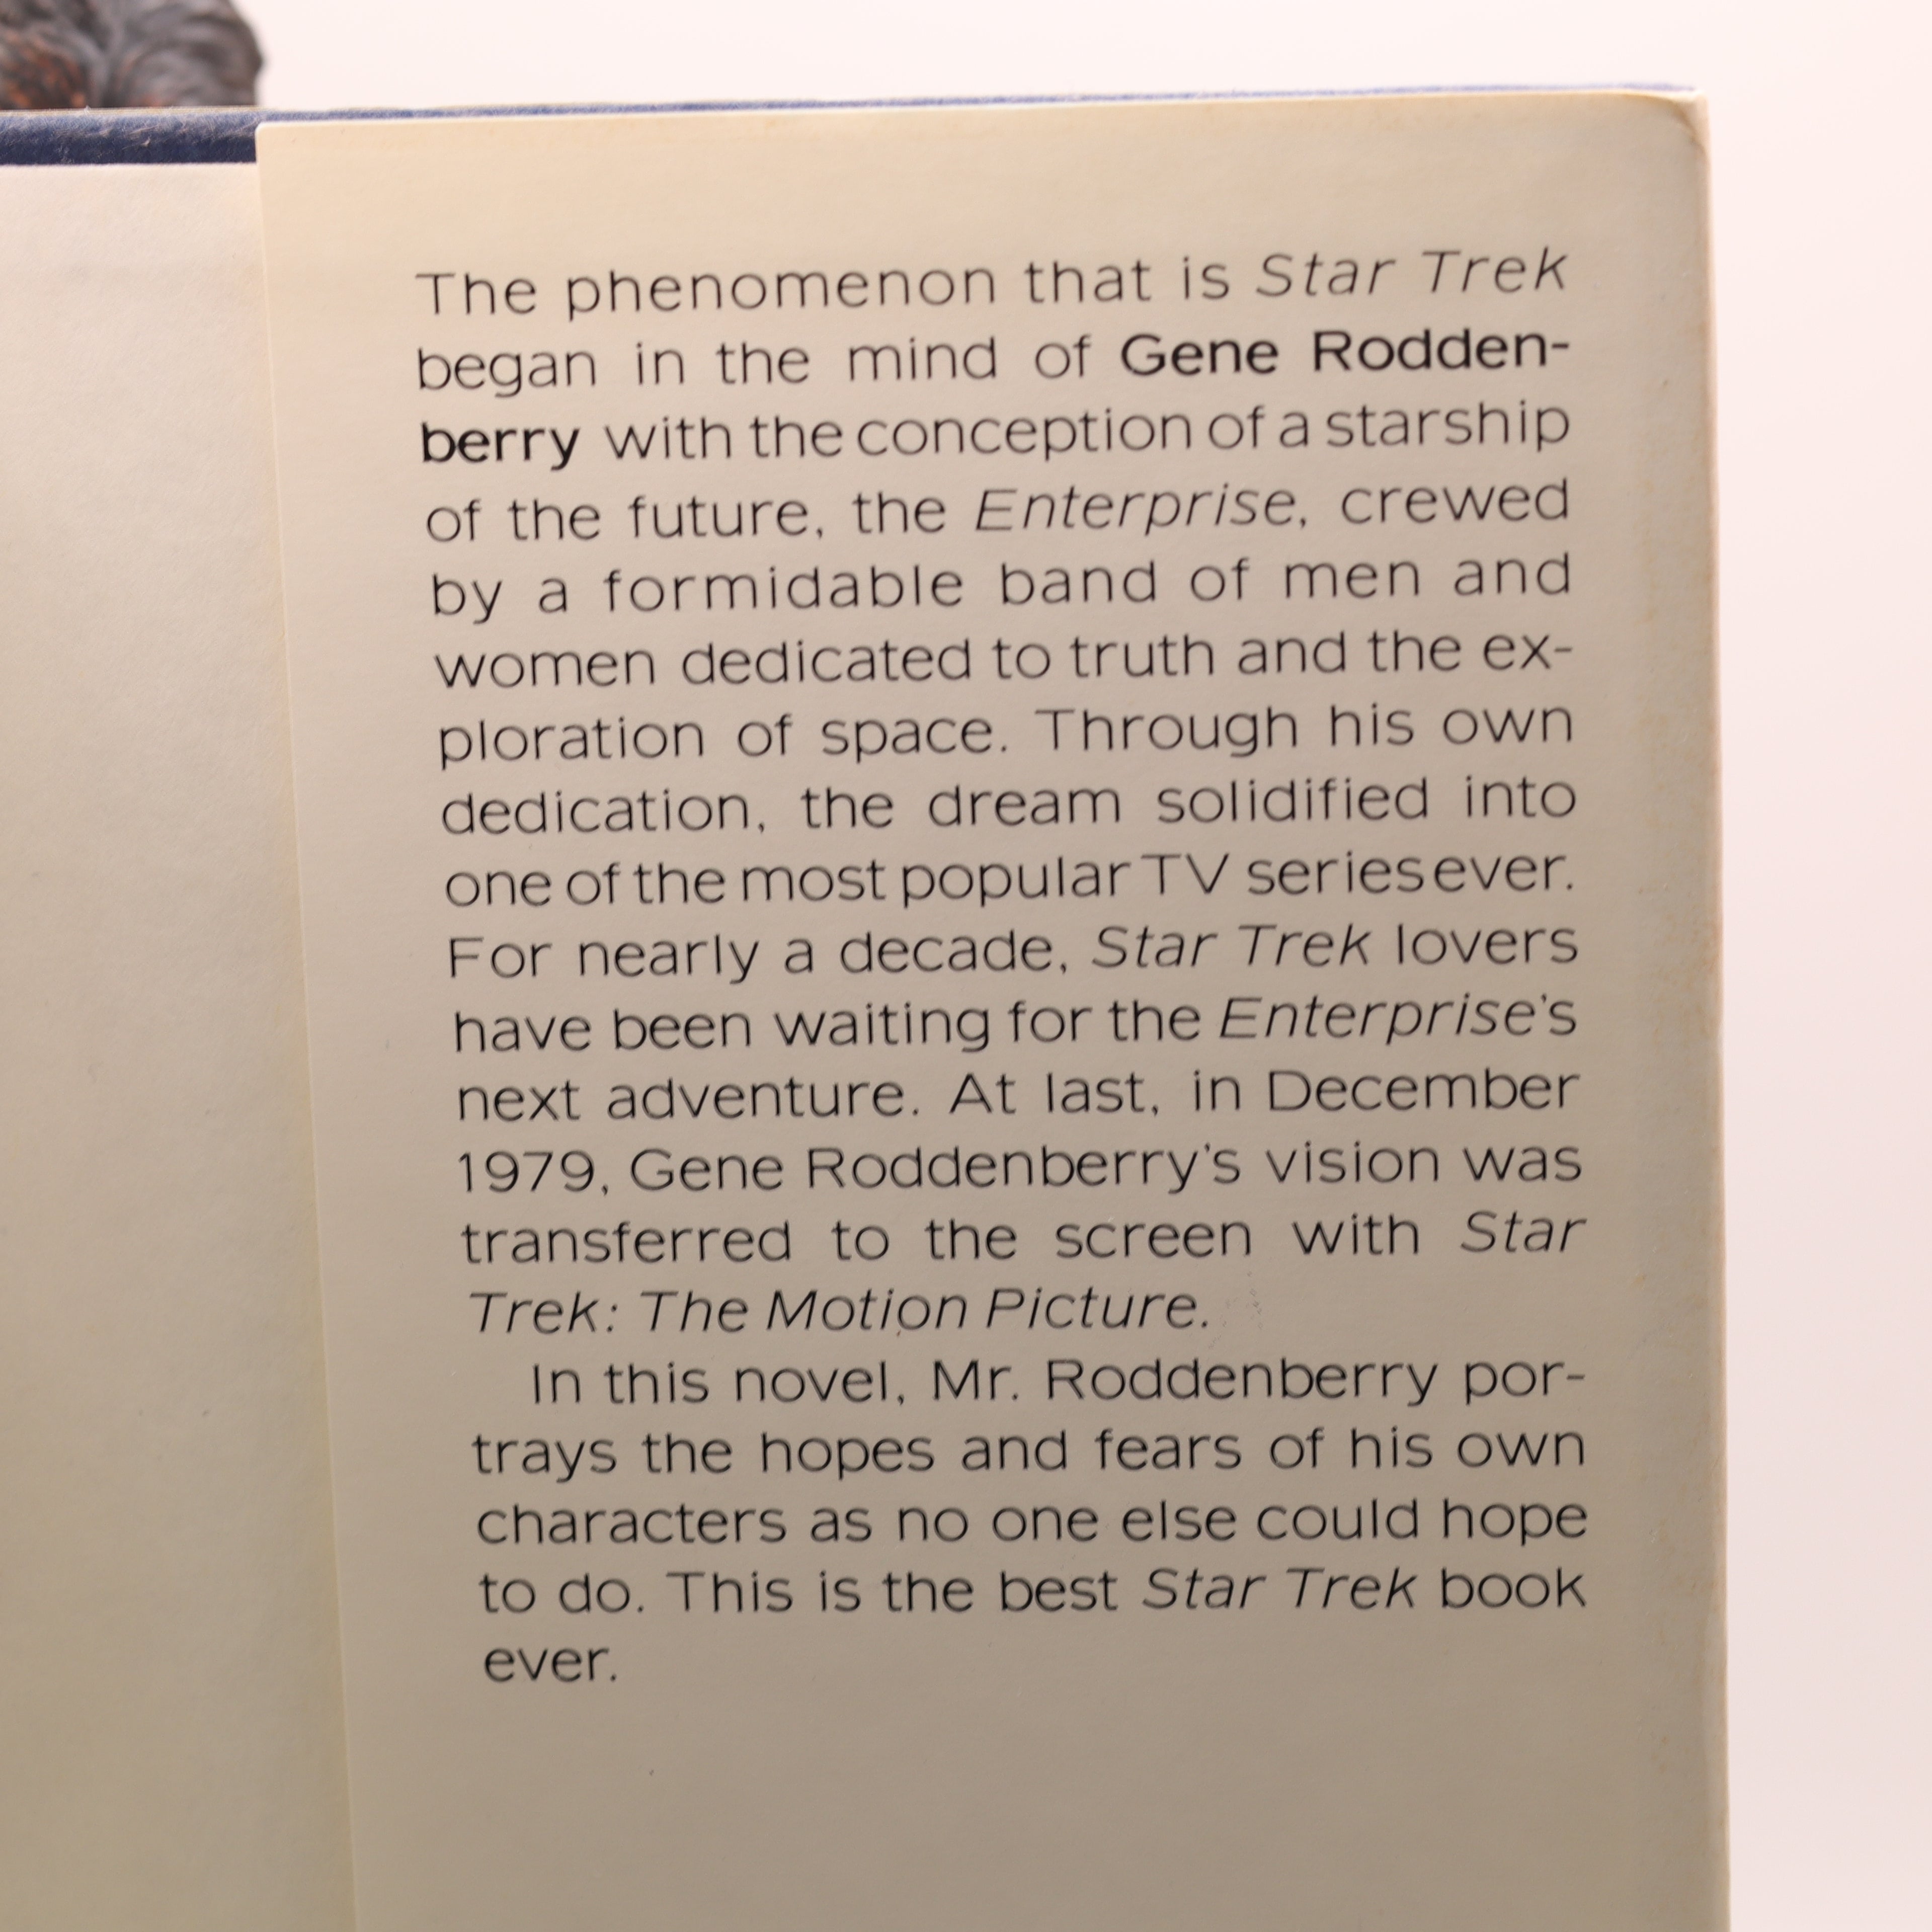 The phenomenon that is Star Trek
began in the mind of Gene Rodden-
berry with the conception of a starship
of the future, the Enterprise, crewed
by a formidable band of men and
women dedicated to truth and the ex-
ploration of space. Through his own
dedication, the dream solidified into
one of the most popular TV series ever.
For nearly a decade, Star Trek lovers
have been waiting for the Enterprise's
next adventure. At last, in December
1979, Gene Roddenberry's vision was
transferred to the screen with Star
Trek: The Motion Picture.
In this novel, Mr. Roddenberry por-
trays the hopes and fears of his own
characters as no one else could hope
to do. This is the best Star Trek book
ever.